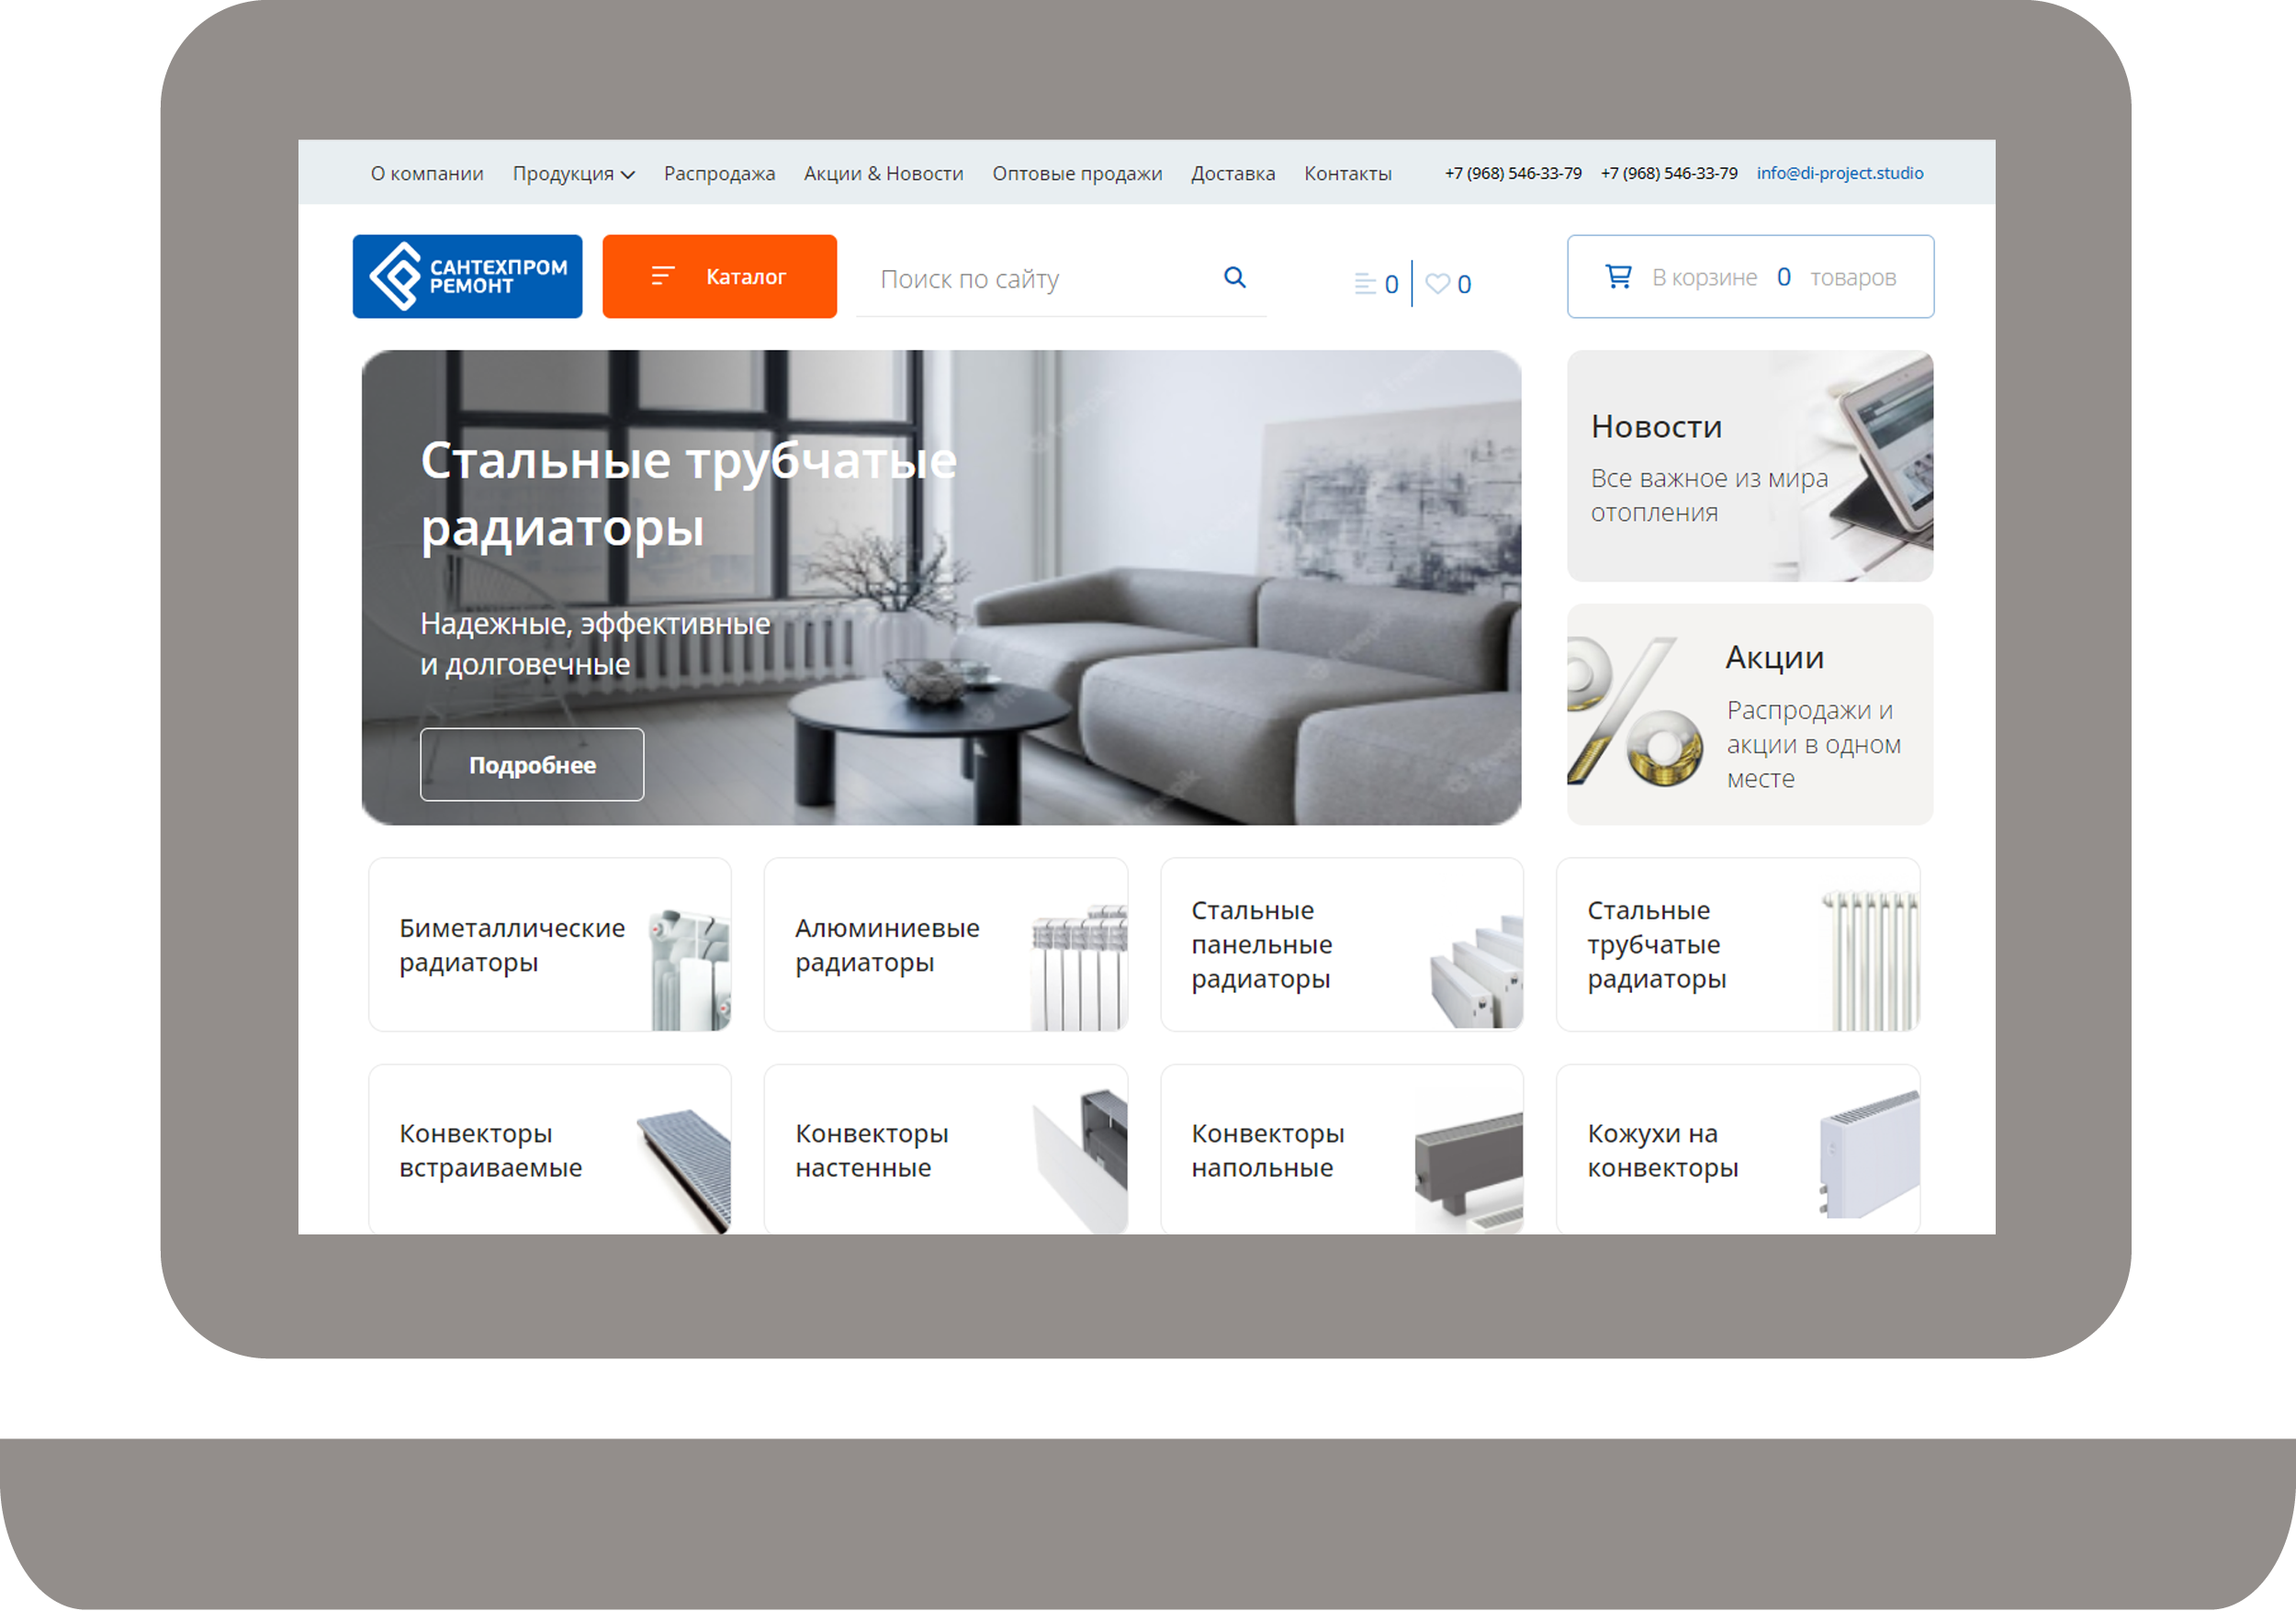 О компании Продукция Распродажа Акции & Новости Оптовые продажи Доставка Контакты +7 (968) 546-33-79 +7 (968) 546-33-79 info@di-project.studio
САНТЕХПРОМ
РЕМОНТ
Каталог
Поиск по сайту
0 0
В корзине 0 товаров
Стальные трубчатые
радиаторы
Надежные, эффективные
и долговечные
Подробнее
Новости
Все важное из мира
отопления
%
Акции
Распродажи и
акции в одном
месте
Биметаллические
радиаторы
Алюминиевые
радиаторы
Стальные
панельные
радиаторы
Стальные
трубчатые
радиаторы
Конвекторы
встраиваемые
Конвекторы
настенные
Конвекторы
напольные
Кожухи на
конвекторы